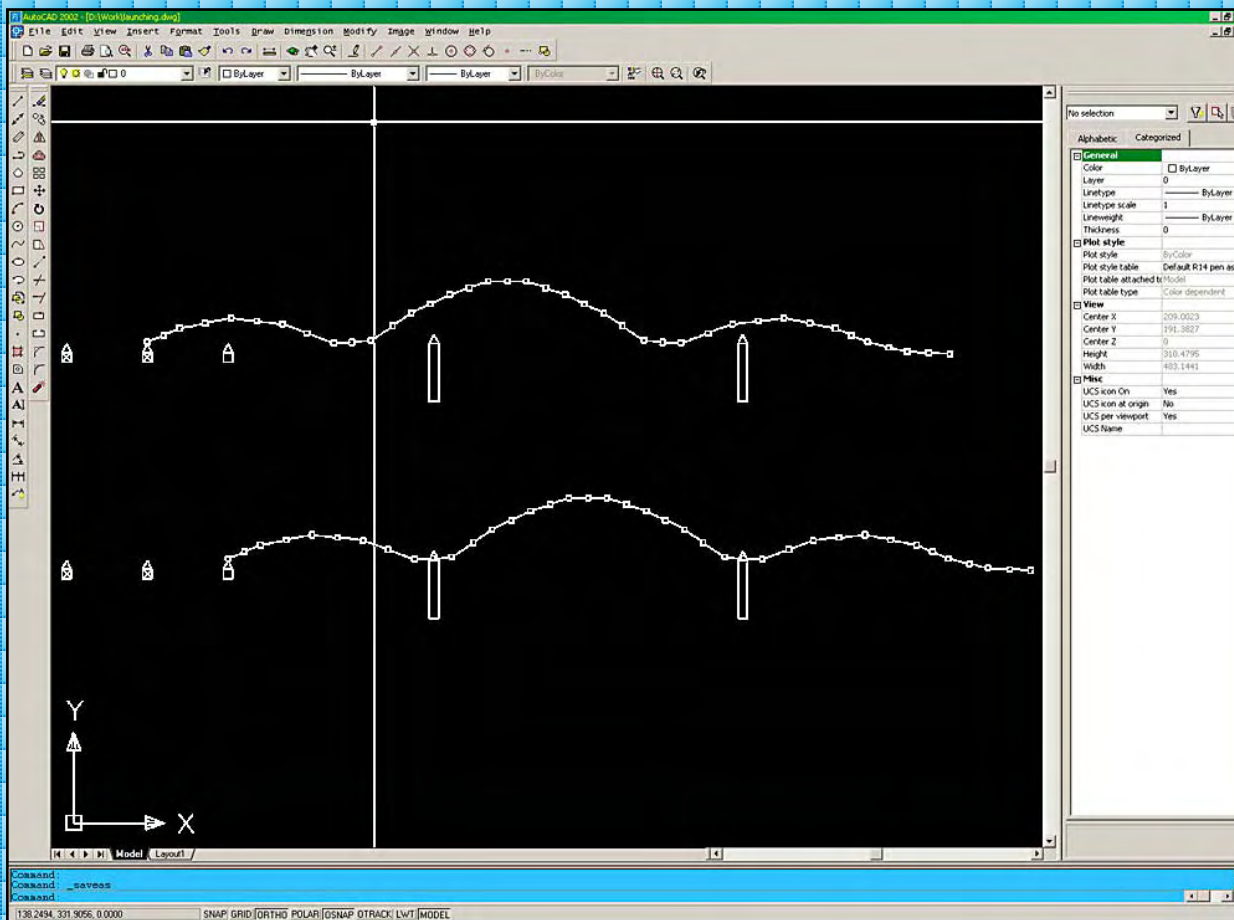 AutoCAD 2002 - [D:\Work\launching.dwg]
File Edit View Insert Format Tools Draw Dimension Modify Image Window Help
0 ByLayer ByLayer ByLayer ByColor
No selection
Alphabetic Categorized
General
Color ByLayer
Layer 0
Linetype ByLayer
Linetype scale 1
Lineweight ByLayer
Thickness 0
Plot style
Plot style ByColor
Plot style table Default R14 pen as
Plot table attached to Model
Plot table type Color dependent
View
Center X 209.0023
Center Y 191.3827
Center Z 0
Height 310.4795
Width 483.1441
Misc
UCS icon On Yes
UCS icon at origin No
UCS per viewport Yes
UCS Name
Y
X
Model Layout1
Command:
Command: _saveas
Command:
138.2494, 331.9056, 0.0000 SNAP GRID ORTHO POLAR OSNAP OTRACK LWT MODEL